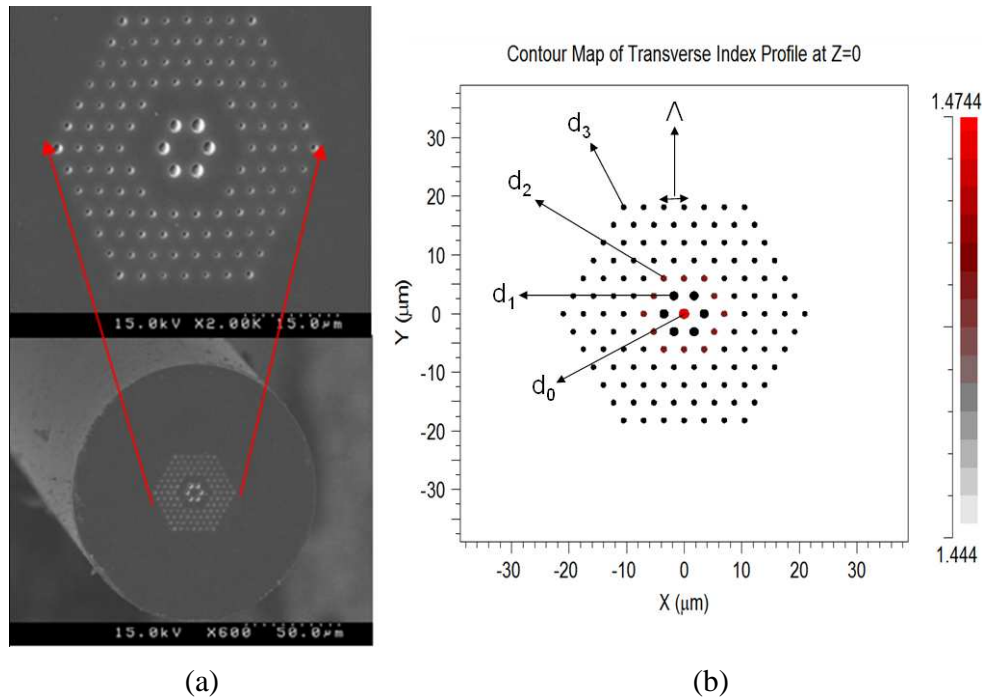 15.0kV X2.00K 15.0μm
15.0kV X600 50.0μm
(a)
Contour Map of Transverse Index Profile at Z=0
1.4744
1.444
Λ
d3
d2
d1
d0
Y (μm)
30
20
10
0
-10
-20
-30
-30 -20 -10 0 10 20 30
X (μm)
(b)